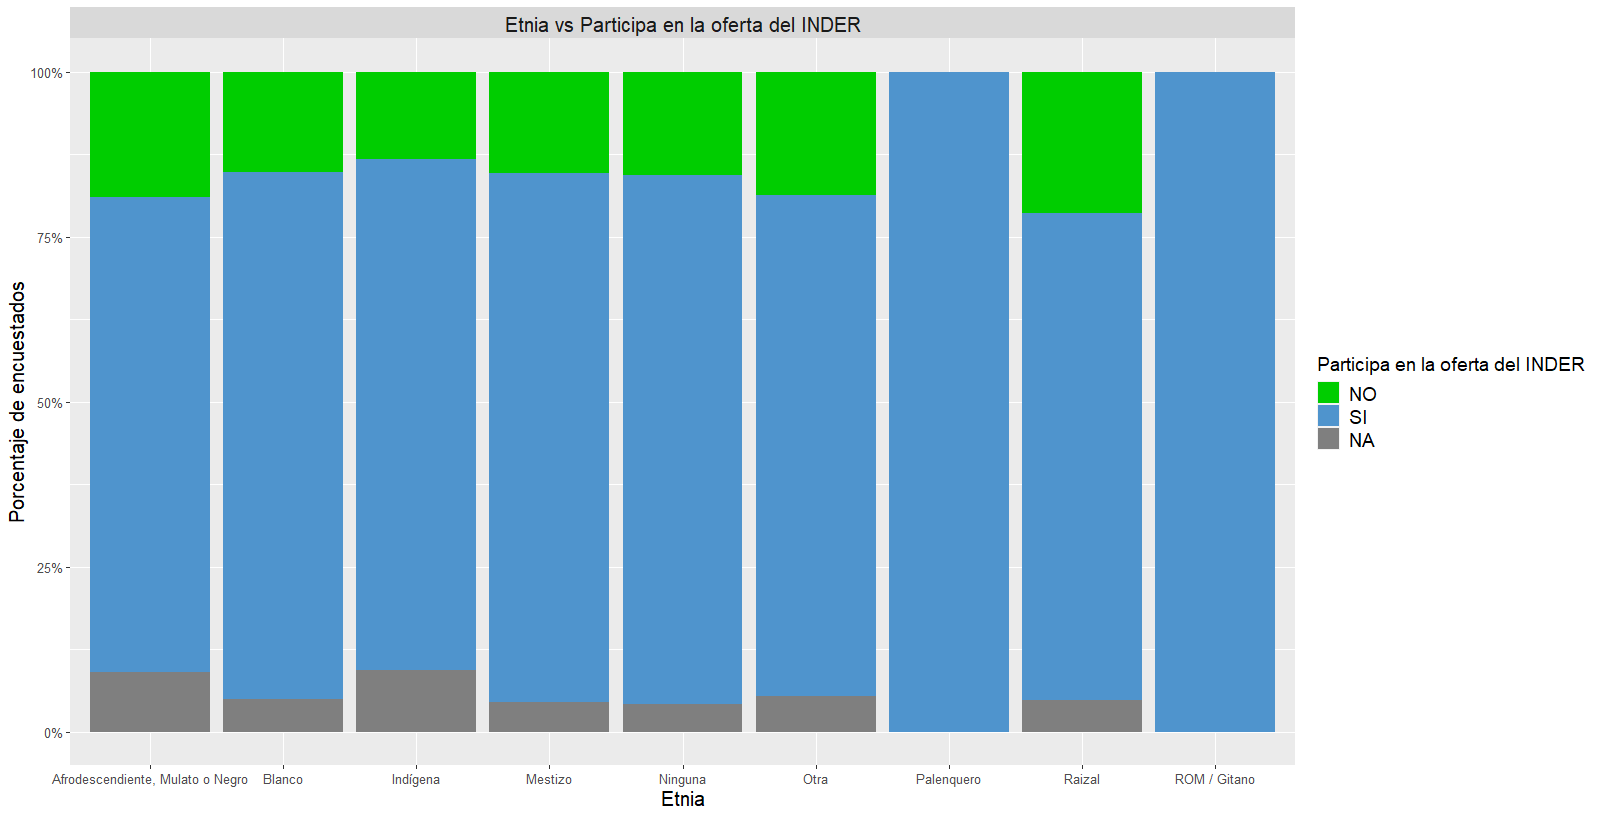 Etnia vs Participa en la oferta del INDER
100%
75%
50%
25%
0%
Porcentaje de encuestados
Afrodescendiente, Mulato o Negro Blanco Indígena Mestizo Ninguna Otra Palenquero Raizal ROM / Gitano
Etnia
Participa en la oferta del INDER
NO
SI
NA